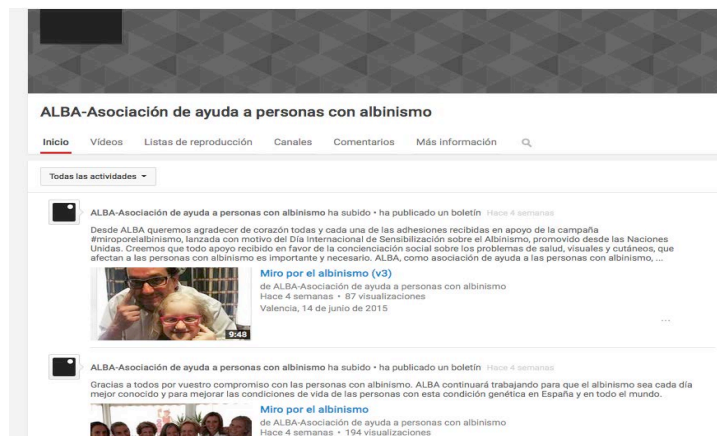 ALBA-Asociación de ayuda a personas con albinismo
Inicio Vídeos Listas de reproducción Canales Comentarios Más información
Todas las actividades
ALBA-Asociación de ayuda a personas con albinismo ha subido • ha publicado un boletín Hace 4 semanas
Desde ALBA queremos agradecer de corazón todas y cada una de las adhesiones recibidas en apoyo de la campaña
#miroporelalbinismo, lanzada con motivo del Día Internacional de Sensibilización sobre el Albinismo, promovido desde las Naciones
Unidas. Creemos que todo apoyo recibido en favor de la concienciación social sobre los problemas de salud, visuales y cutáneos, que
afectan a las personas con albinismo es importante y necesario. ALBA, como asociación de ayuda a las personas con albinismo, ...
Miro por el albinismo (v3)
de ALBA-Asociación de ayuda a personas con albinismo
Hace 4 semanas • 87 visualizaciones
Valencia, 14 de junio de 2015
9:48
ALBA-Asociación de ayuda a personas con albinismo ha subido • ha publicado un boletín Hace 4 semanas
Gracias a todos por vuestro compromiso con las personas con albinismo. ALBA continuará trabajando para que el albinismo sea cada día
mejor conocido y para mejorar las condiciones de vida de las personas con esta condición genética en España y en todo el mundo.
Miro por el albinismo
de ALBA-Asociación de ayuda a personas con albinismo
Hace 4 semanas • 194 visualizaciones